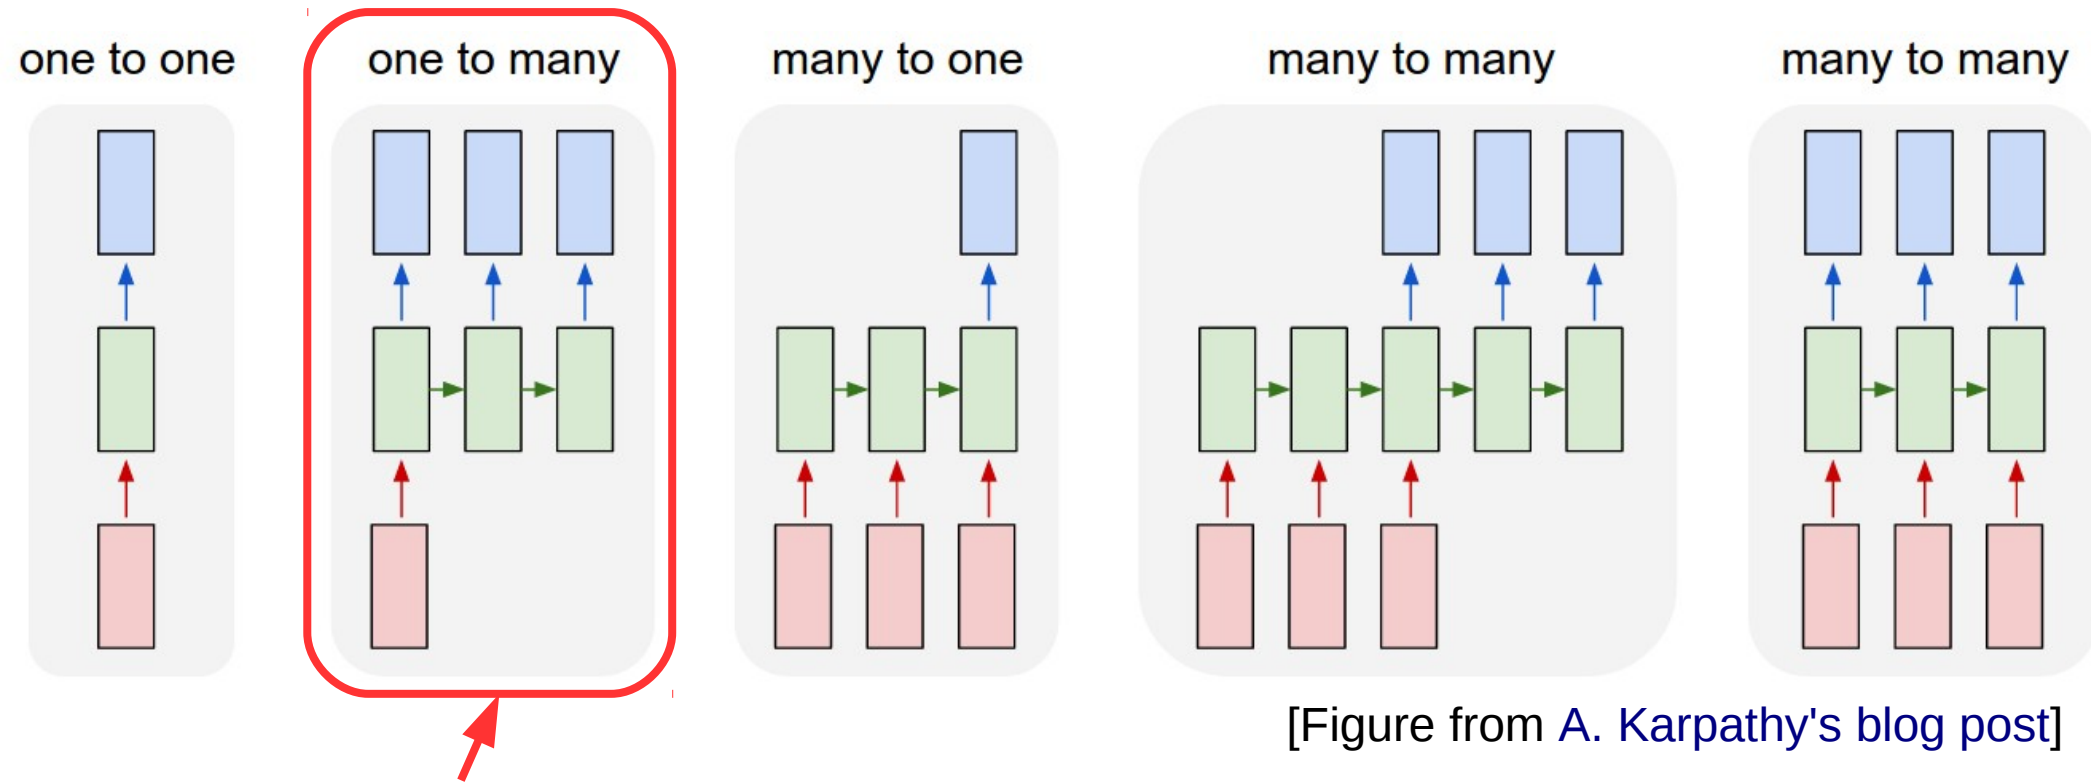 one to one
one to many
many to one
many to many
many to many
[Figure from A. Karpathy's blog post]